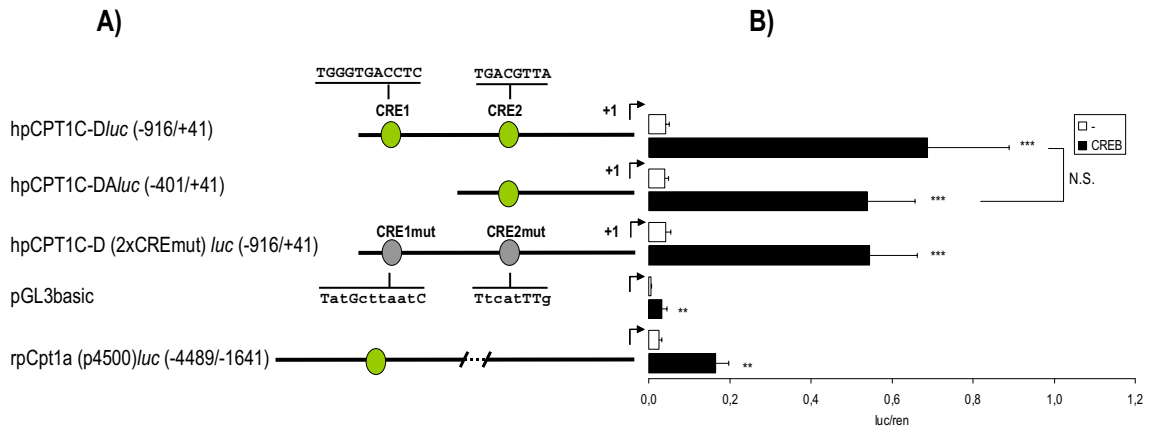 A)
B)
TGGGTGACCTC TGACGTTA
CRE1 CRE2 +1
hpCPT1C-Dluc (-916/+41)
***
- 
CREB
+1
hpCPT1C-DAluc (-401/+41)
***
N.S.
CRE1mut CRE2mut +1
hpCPT1C-D (2xCREmut) luc (-916/+41)
***
TatGcttaatC TtcatTTg
pGL3basic
**
rpCpt1a (p4500)luc (-4489/-1641)
**
0,0 0,2 0,4 0,6 0,8 1,0 1,2
luc/ren